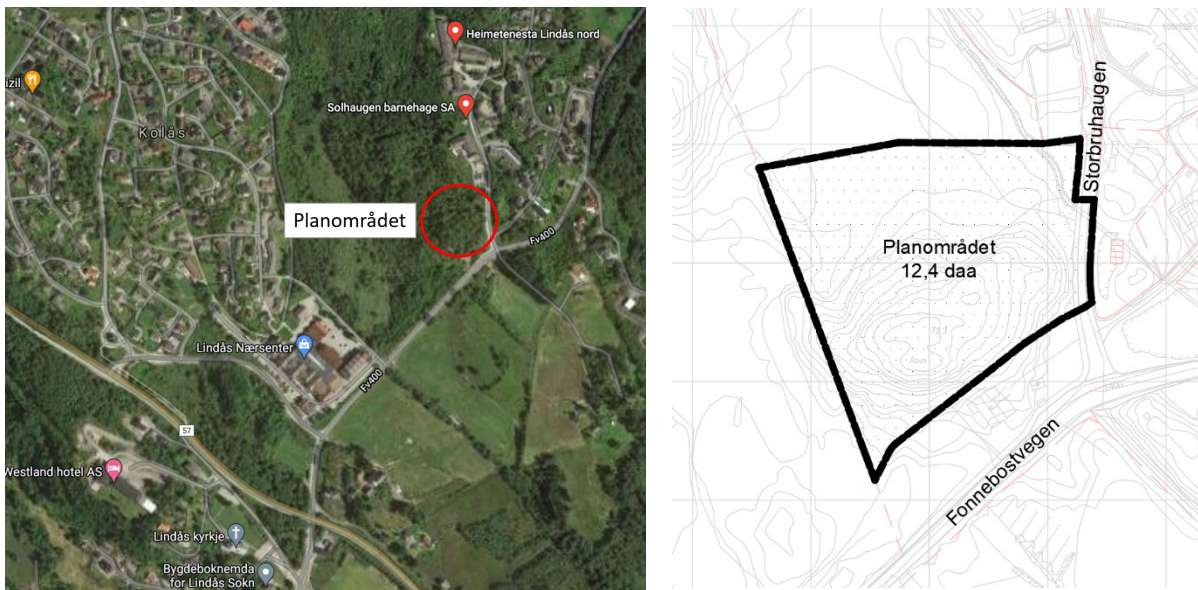 Heimetenesta Lindås nord
izil
Solhaugen barnehage SA
Kollås
Planområdet
Fv400
Lindås Nærsenter
Fv400
57
Westland hotel AS
Lindås kyrkje
Bygdeboknemda
for Lindås Sokn
Storbruhaugen
Planområdet
12,4 daa
Fonnebostvegen